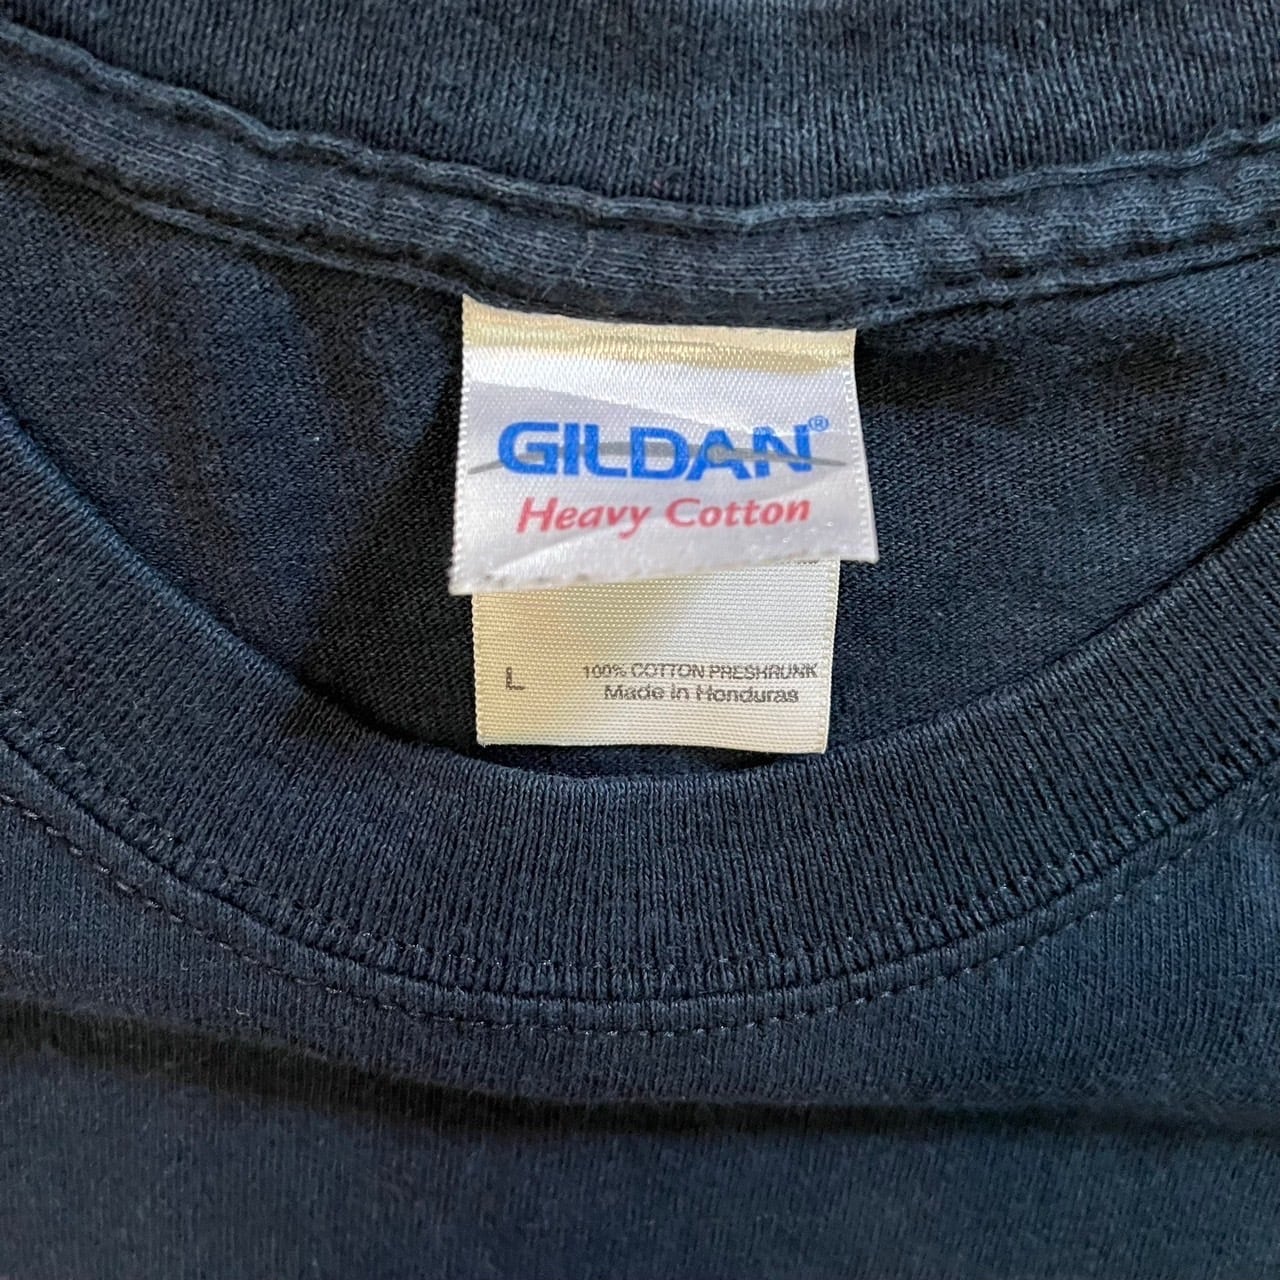 GILDAN®
Heavy Cotton
L
100% COTTON PRESHRUNK
Made in Honduras